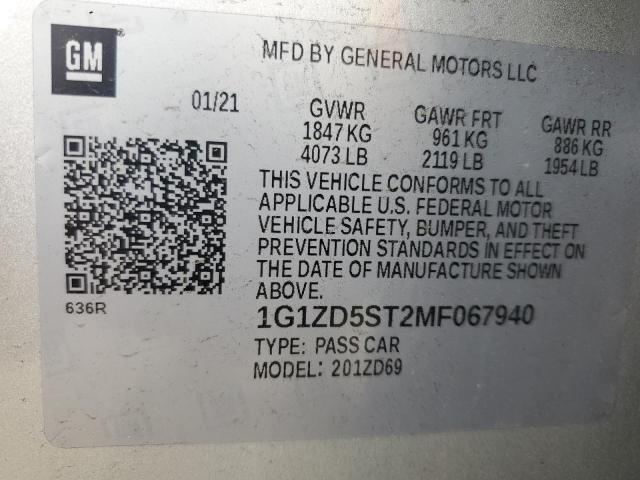 GM
MFD BY GENERAL MOTORS LLC
01/21 GVWR GAWR FRT GAWR RR
1847 KG 961 KG 886 KG
4073 LB 2119 LB 1954 LB
THIS VEHICLE CONFORMS TO ALL
APPLICABLE U.S. FEDERAL MOTOR
VEHICLE SAFETY, BUMPER, AND THEFT
PREVENTION STANDARDS IN EFFECT ON
THE DATE OF MANUFACTURE SHOWN
ABOVE.
636R
1G1ZD5ST2MF067940
TYPE: PASS CAR
MODEL: 201ZD69